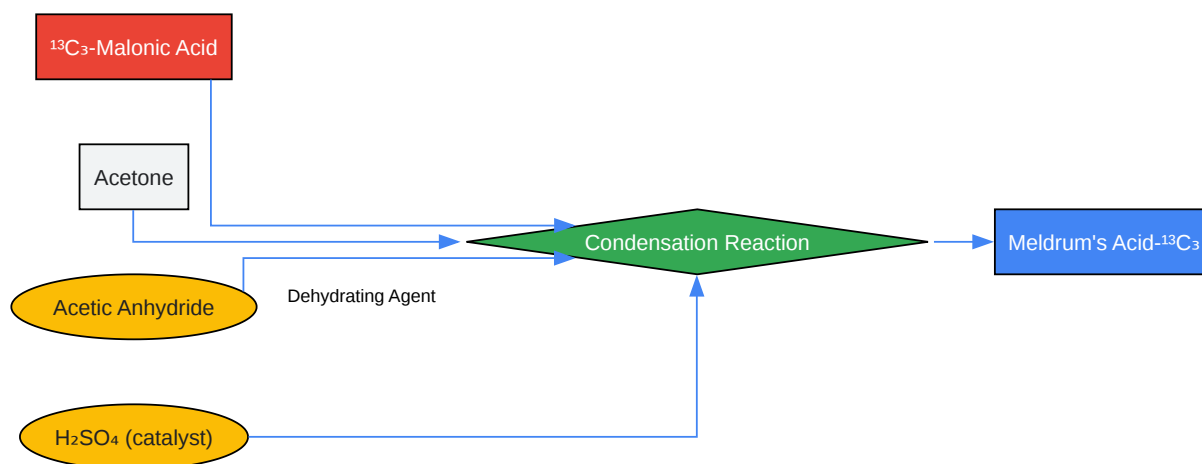 ¹³C₃-Malonic Acid
Acetone
Condensation Reaction
Meldrum's Acid-¹³C₃
Acetic Anhydride
Dehydrating Agent
H₂SO₄ (catalyst)